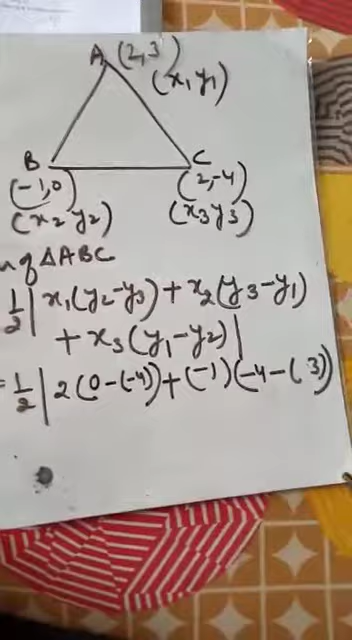 A (2,3)
(x1 y1)
B C
(-1,0) (2,-4)
(x2 y2) (x3 y3)
of ΔABC
1/2 | x1(y2-y3) + x2(y3-y1)
+ x3(y1-y2) |
= 1/2 | 2(0-(-4)) + (-1)(-4-(3))